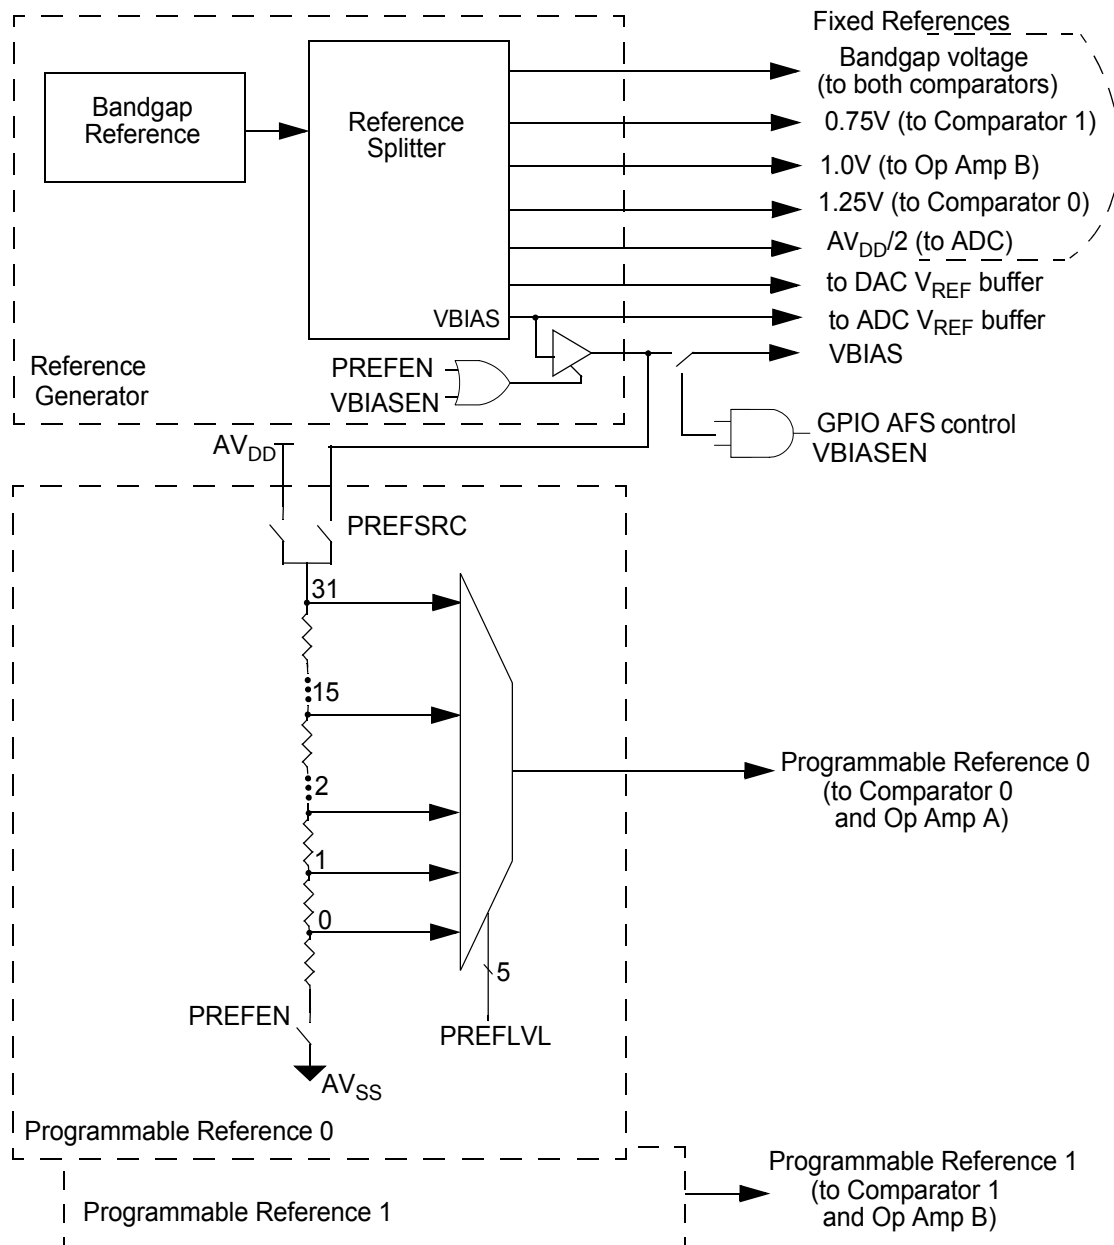 Fixed References
Bandgap voltage
(to both comparators)
0.75V (to Comparator 1)
1.0V (to Op Amp B)
1.25V (to Comparator 0)
AVDD/2 (to ADC)
to DAC VREF buffer
to ADC VREF buffer
VBIAS
Bandgap
Reference
Reference
Splitter
VBIAS
PREFEN
VBIASEN
Reference
Generator
GPIO AFS control
VBIASEN
AVDD
PREFSRC
31
15
2
1
0
5
PREFEN
PREFLVL
AVSS
Programmable Reference 0
(to Comparator 0
and Op Amp A)
Programmable Reference 0
Programmable Reference 1
(to Comparator 1
and Op Amp B)
Programmable Reference 1